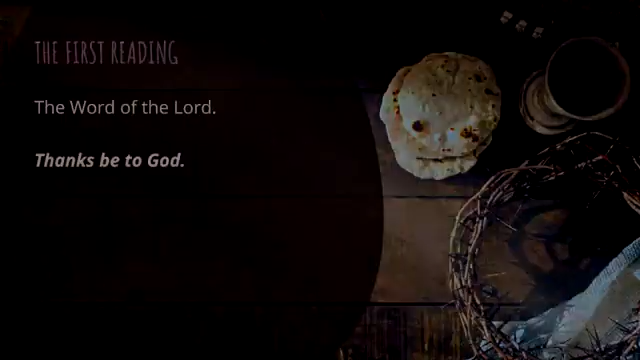 THE FIRST READING
The Word of the Lord.
Thanks be to God.